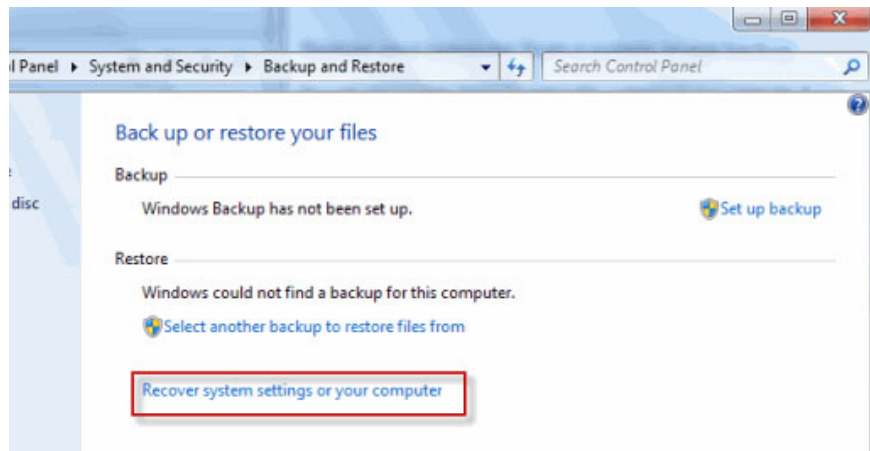 l Panel ▸ System and Security ▸ Backup and Restore
Search Control Panel
Back up or restore your files
Backup
disc
Windows Backup has not been set up.
Set up backup
Restore
Windows could not find a backup for this computer.
Select another backup to restore files from
Recover system settings or your computer